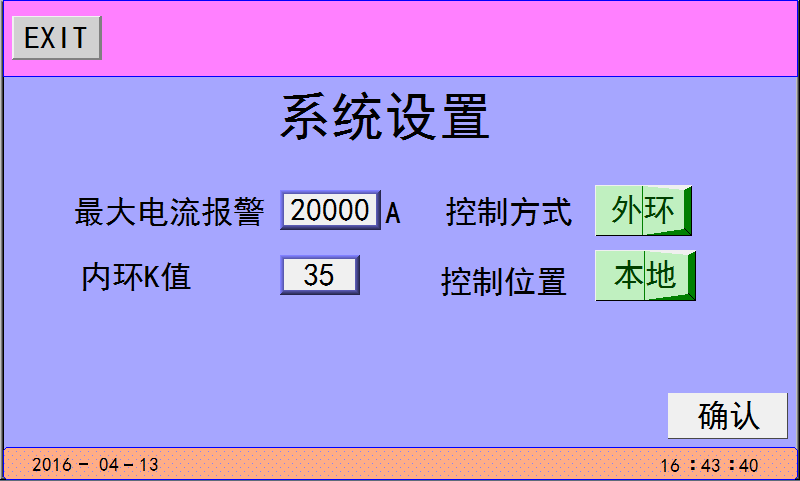 EXIT
系统设置
最大电流报警 20000 A 控制方式 外环
内环K值 35 控制位置 本地
确认
2016 - 04 - 13 16 : 43 : 40